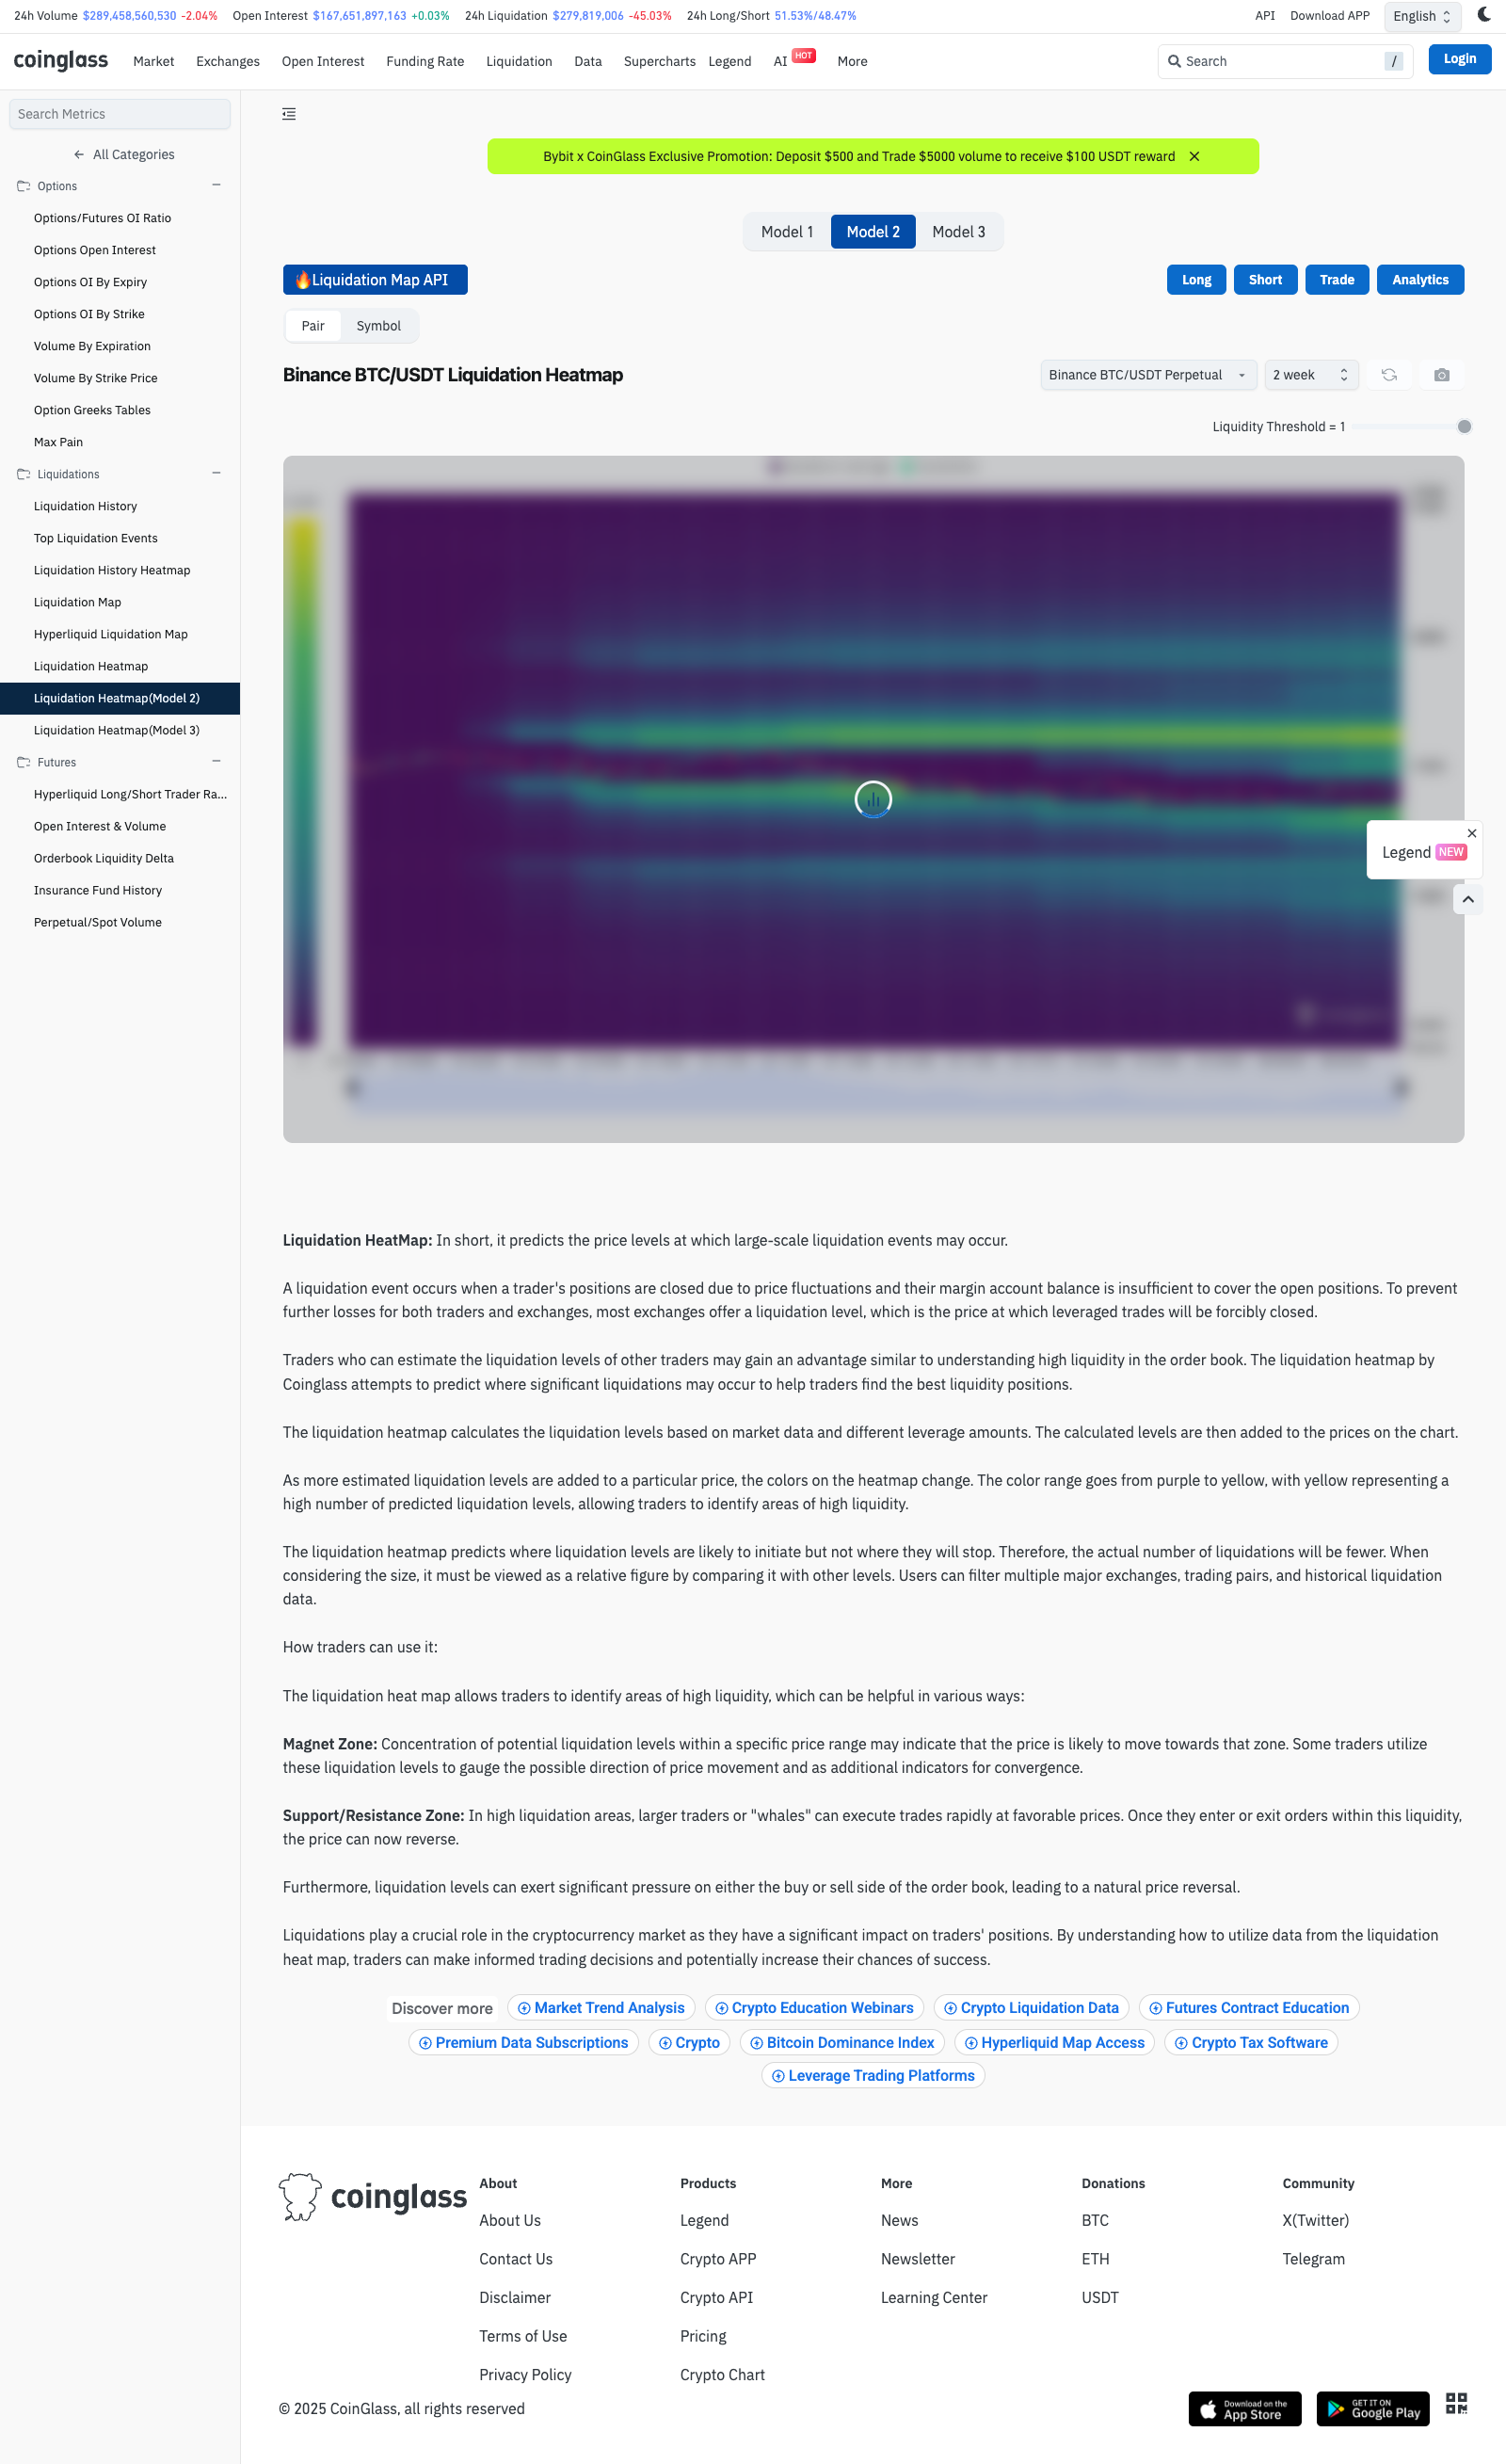 24h Volume $289,458,560,530 -2.04% Open Interest $167,651,897,163 +0.03% 24h Liquidation $279,819,006 -45.03% 24h Long/Short 51.53%/48.47% API Download APP English
coinglass Market Exchanges Open Interest Funding Rate Liquidation Data Supercharts Legend AI HOT More Search / Login
Search Metrics
All Categories
Options
Options/Futures OI Ratio
Options Open Interest
Options OI By Expiry
Options OI By Strike
Volume By Expiration
Volume By Strike Price
Option Greeks Tables
Max Pain
Liquidations
Liquidation History
Top Liquidation Events
Liquidation History Heatmap
Liquidation Map
Hyperliquid Liquidation Map
Liquidation Heatmap
Liquidation Heatmap(Model 2)
Liquidation Heatmap(Model 3)
Futures
Hyperliquid Long/Short Trader Ra...
Open Interest & Volume
Orderbook Liquidity Delta
Insurance Fund History
Perpetual/Spot Volume
Bybit x CoinGlass Exclusive Promotion: Deposit $500 and Trade $5000 volume to receive $100 USDT reward
Model 1 Model 2 Model 3
🔥Liquidation Map API Long Short Trade Analytics
Pair Symbol
Binance BTC/USDT Liquidation Heatmap Binance BTC/USDT Perpetual 2 week
Liquidity Threshold = 1
Legend NEW
Liquidation HeatMap: In short, it predicts the price levels at which large-scale liquidation events may occur.
A liquidation event occurs when a trader's positions are closed due to price fluctuations and their margin account balance is insufficient to cover the open positions. To prevent
further losses for both traders and exchanges, most exchanges offer a liquidation level, which is the price at which leveraged trades will be forcibly closed.
Traders who can estimate the liquidation levels of other traders may gain an advantage similar to understanding high liquidity in the order book. The liquidation heatmap by
Coinglass attempts to predict where significant liquidations may occur to help traders find the best liquidity positions.
The liquidation heatmap calculates the liquidation levels based on market data and different leverage amounts. The calculated levels are then added to the prices on the chart.
As more estimated liquidation levels are added to a particular price, the colors on the heatmap change. The color range goes from purple to yellow, with yellow representing a
high number of predicted liquidation levels, allowing traders to identify areas of high liquidity.
The liquidation heatmap predicts where liquidation levels are likely to initiate but not where they will stop. Therefore, the actual number of liquidations will be fewer. When
considering the size, it must be viewed as a relative figure by comparing it with other levels. Users can filter multiple major exchanges, trading pairs, and historical liquidation
data.
How traders can use it:
The liquidation heat map allows traders to identify areas of high liquidity, which can be helpful in various ways:
Magnet Zone: Concentration of potential liquidation levels within a specific price range may indicate that the price is likely to move towards that zone. Some traders utilize
these liquidation levels to gauge the possible direction of price movement and as additional indicators for convergence.
Support/Resistance Zone: In high liquidation areas, larger traders or "whales" can execute trades rapidly at favorable prices. Once they enter or exit orders within this liquidity,
the price can now reverse.
Furthermore, liquidation levels can exert significant pressure on either the buy or sell side of the order book, leading to a natural price reversal.
Liquidations play a crucial role in the cryptocurrency market as they have a significant impact on traders' positions. By understanding how to utilize data from the liquidation
heat map, traders can make informed trading decisions and potentially increase their chances of success.
Discover more Market Trend Analysis Crypto Education Webinars Crypto Liquidation Data Futures Contract Education
Premium Data Subscriptions Crypto Bitcoin Dominance Index Hyperliquid Map Access Crypto Tax Software
Leverage Trading Platforms
coinglass
About
About Us
Contact Us
Disclaimer
Terms of Use
Privacy Policy
Products
Legend
Crypto APP
Crypto API
Pricing
Crypto Chart
More
News
Newsletter
Learning Center
Donations
BTC
ETH
USDT
Community
X(Twitter)
Telegram
© 2025 CoinGlass, all rights reserved
Download on the
App Store
GET IT ON
Google Play